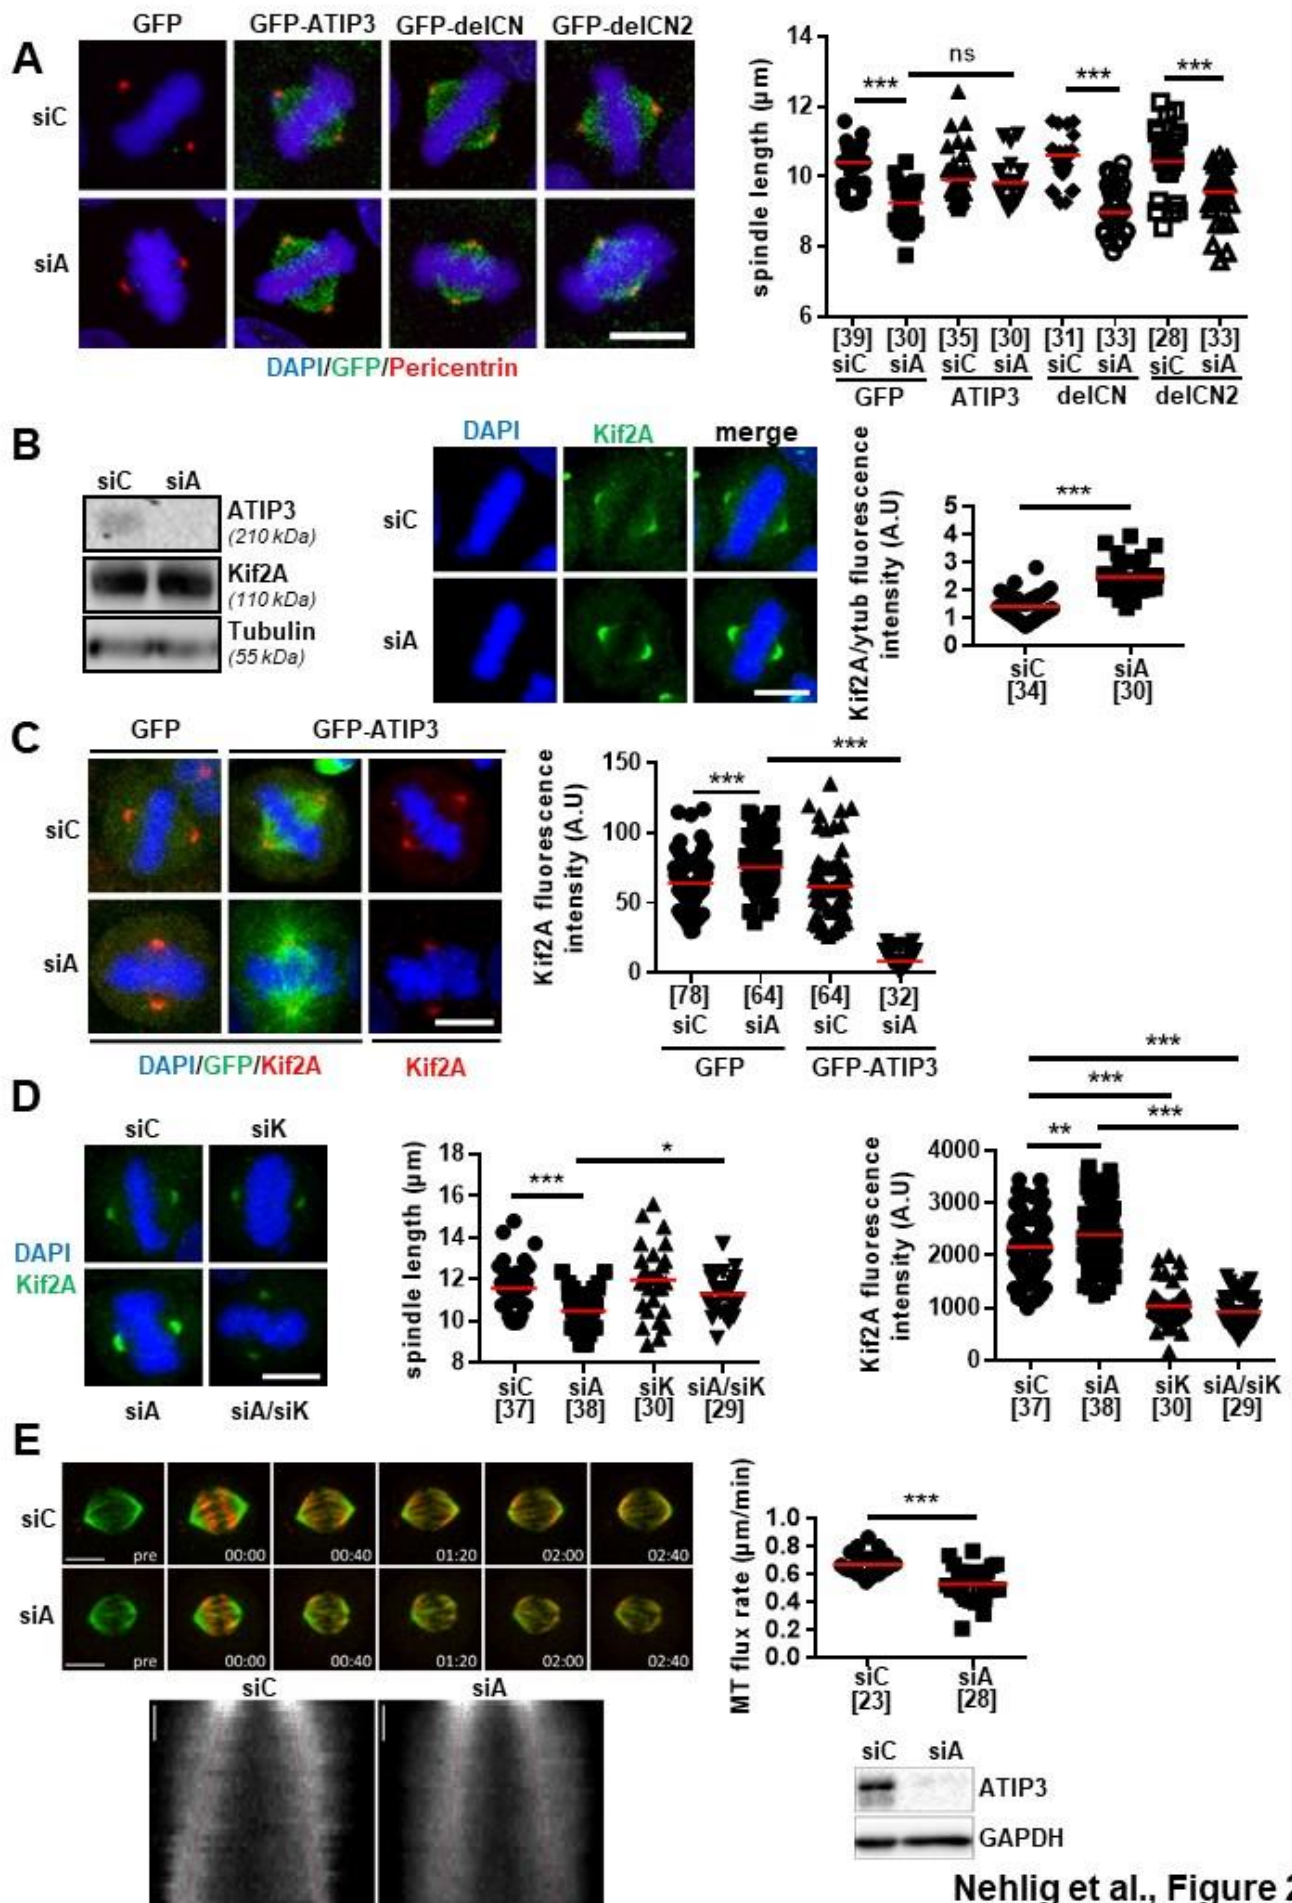 A
GFP GFP-ATIP3 GFP-delCN GFP-delCN2
siC
siA
DAPI/GFP/Pericentrin
spindle length (µm)
14
12
10
8
6
*** ns *** ***
[39] [30] [35] [30] [31] [33] [28] [33]
siC siA siC siA siC siA siC siA
GFP ATIP3 delCN delCN2
B
siC siA
ATIP3
(210 kDa)
Kif2A
(110 kDa)
Tubulin
(55 kDa)
DAPI Kif2A merge
siC
siA
Kif2A/γtub fluorescence
intensity (A.U)
5
4
3
2
1
0
***
siC siA
[34] [30]
C
GFP GFP-ATIP3
siC
siA
DAPI/GFP/Kif2A Kif2A
Kif2A fluorescence
intensity (A.U)
150
100
50
0
*** ***
[78] [64] [64] [32]
siC siA siC siA
GFP GFP-ATIP3
D
siC siK
DAPI
Kif2A
siA siA/siK
spindle length (µm)
18
16
14
12
10
8
*** *
siC siA siK siA/siK
[37] [38] [30] [29]
Kif2A fluorescence
intensity (A.U)
4000
3000
2000
1000
0
***
***
***
**
siC siA siK siA/siK
[37] [38] [30] [29]
E
siC
pre 00:00 00:40 01:20 02:00 02:40
siA
pre 00:00 00:40 01:20 02:00 02:40
siC siA
MT flux rate (µm/min)
1.0
0.8
0.6
0.4
0.2
0.0
***
siC siA
[23] [28]
siC siA
ATIP3
GAPDH
Nehlig et al., Figure 2